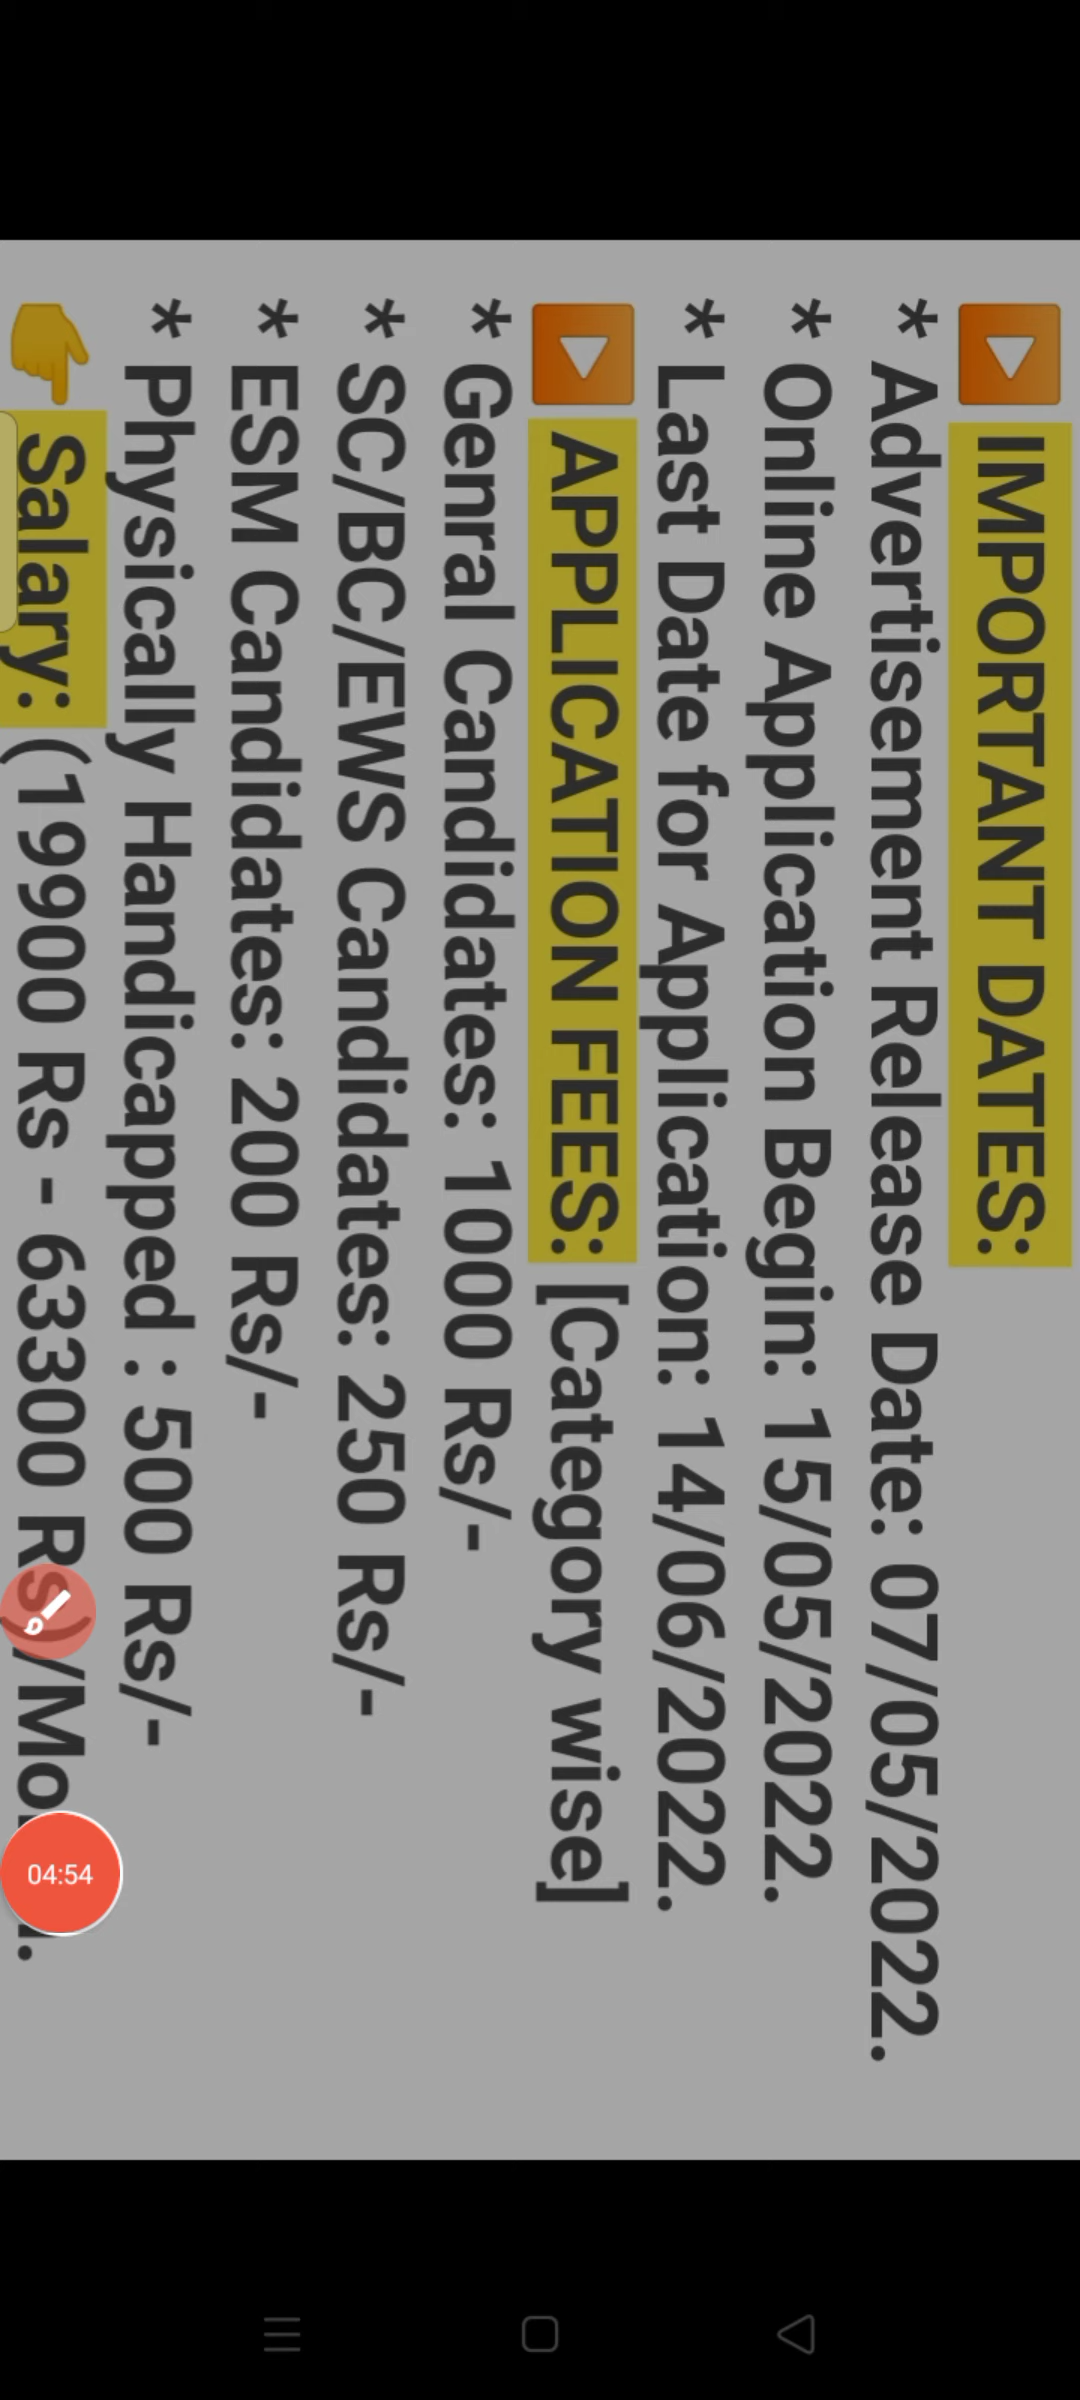 IMPORTANT DATES:
* Advertisement Release Date: 07/05/2022.
* Online Application Begin: 15/05/2022.
* Last Date for Application: 14/06/2022.
APPLICATION FEES: [Category wise]
* Genral Candidates: 1000 Rs/-
* SC/BC/EWS Candidates: 250 Rs/-
* ESM Candidates: 200 Rs/-
* Physically Handicapped : 500 Rs/-
Salary: (19900 Rs - 63300 Rs)
04:54